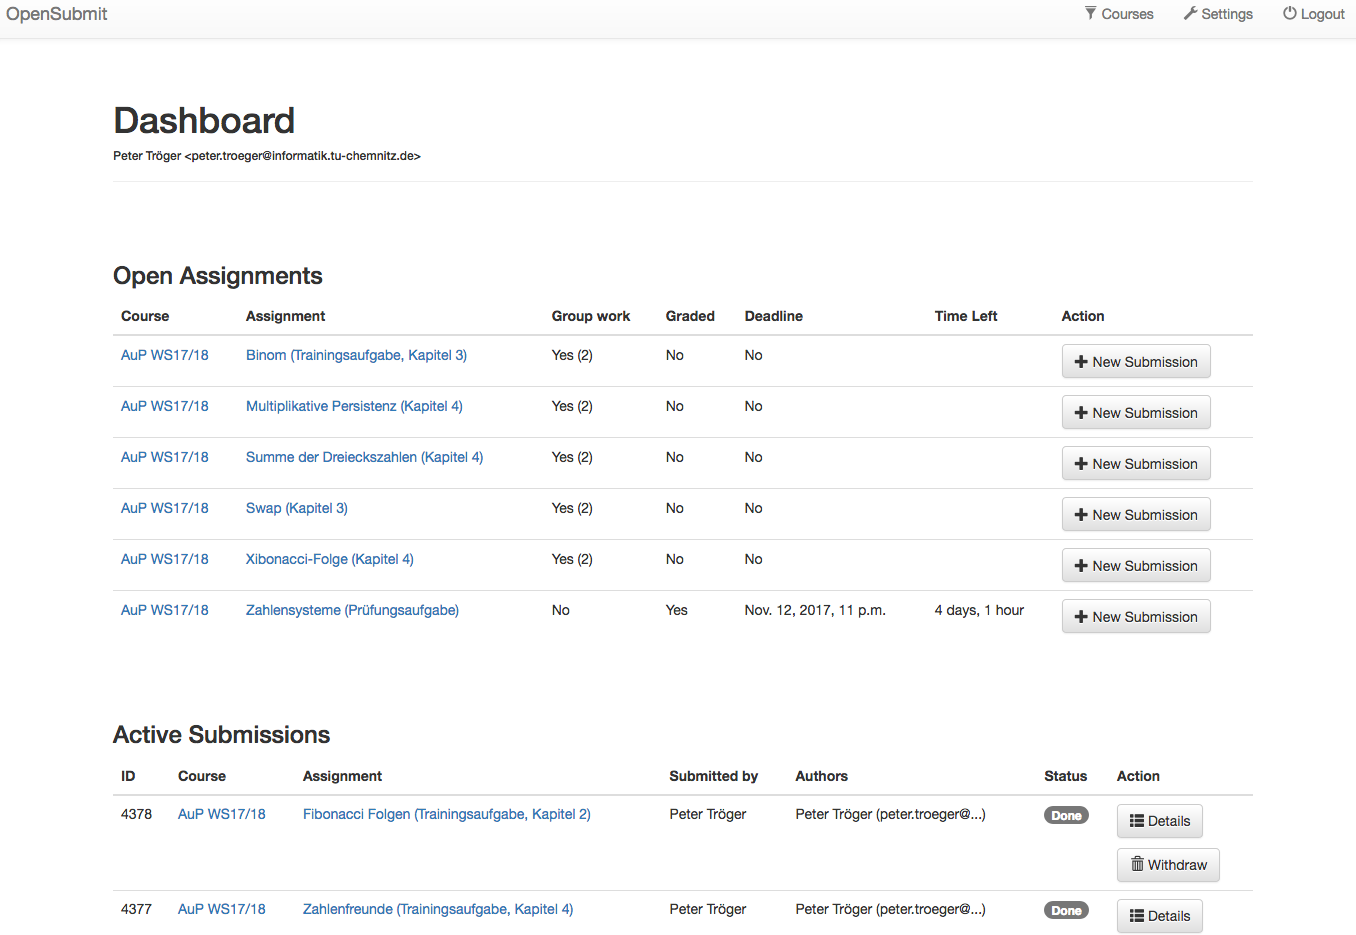 OpenSubmit Courses Settings Logout
Dashboard
Peter Tröger <peter.troeger@informatik.tu-chemnitz.de>
Open Assignments
Course Assignment Group work Graded Deadline Time Left Action
AuP WS17/18 Binom (Trainingsaufgabe, Kapitel 3) Yes (2) No No New Submission
AuP WS17/18 Multiplikative Persistenz (Kapitel 4) Yes (2) No No New Submission
AuP WS17/18 Summe der Dreieckszahlen (Kapitel 4) Yes (2) No No New Submission
AuP WS17/18 Swap (Kapitel 3) Yes (2) No No New Submission
AuP WS17/18 Xibonacci-Folge (Kapitel 4) Yes (2) No No New Submission
AuP WS17/18 Zahlensysteme (Prüfungsaufgabe) No Yes Nov. 12, 2017, 11 p.m. 4 days, 1 hour New Submission
Active Submissions
ID Course Assignment Submitted by Authors Status Action
4378 AuP WS17/18 Fibonacci Folgen (Trainingsaufgabe, Kapitel 2) Peter Tröger Peter Tröger (peter.troeger@...) Done Details
Withdraw
4377 AuP WS17/18 Zahlenfreunde (Trainingsaufgabe, Kapitel 4) Peter Tröger Peter Tröger (peter.troeger@...) Done Details